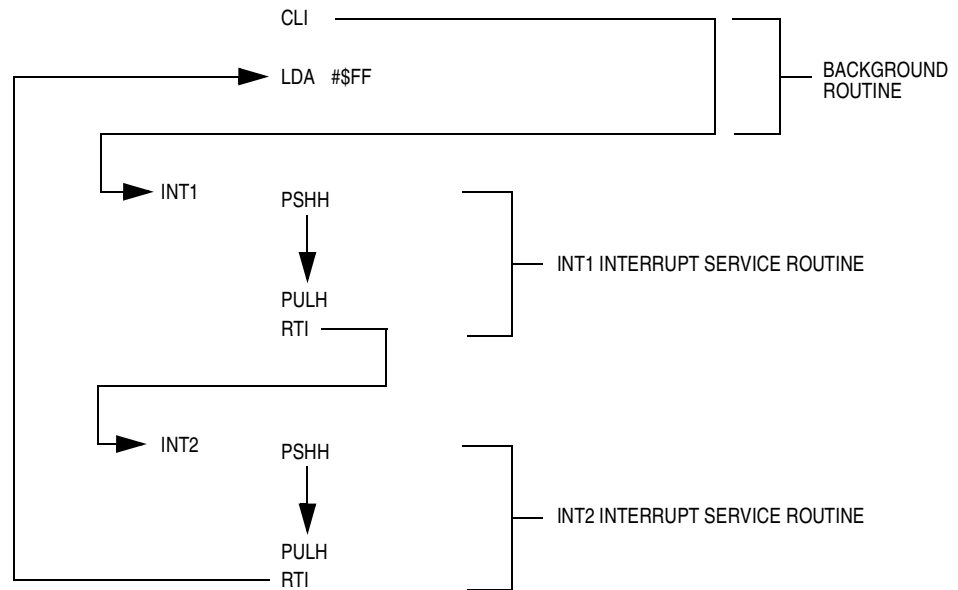 CLI
LDA #$FF
BACKGROUND
ROUTINE
INT1
PSHH
INT1 INTERRUPT SERVICE ROUTINE
PULH
RTI
INT2
PSHH
INT2 INTERRUPT SERVICE ROUTINE
PULH
RTI